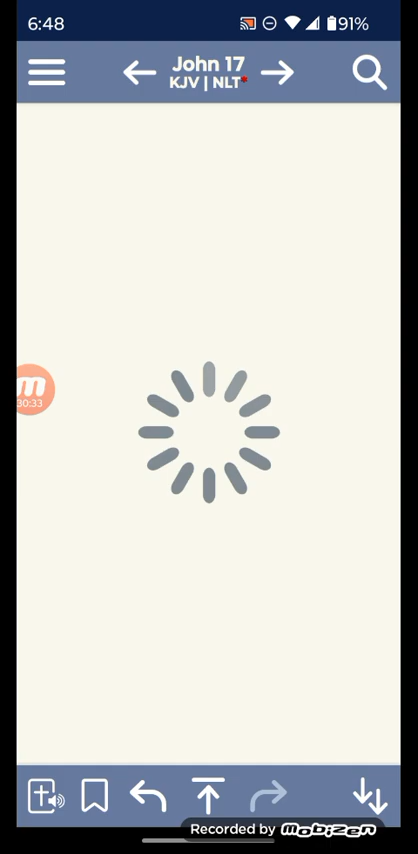 6:48 91%
John 17
KJV | NLT*
m
30:33
Recorded by mobizen